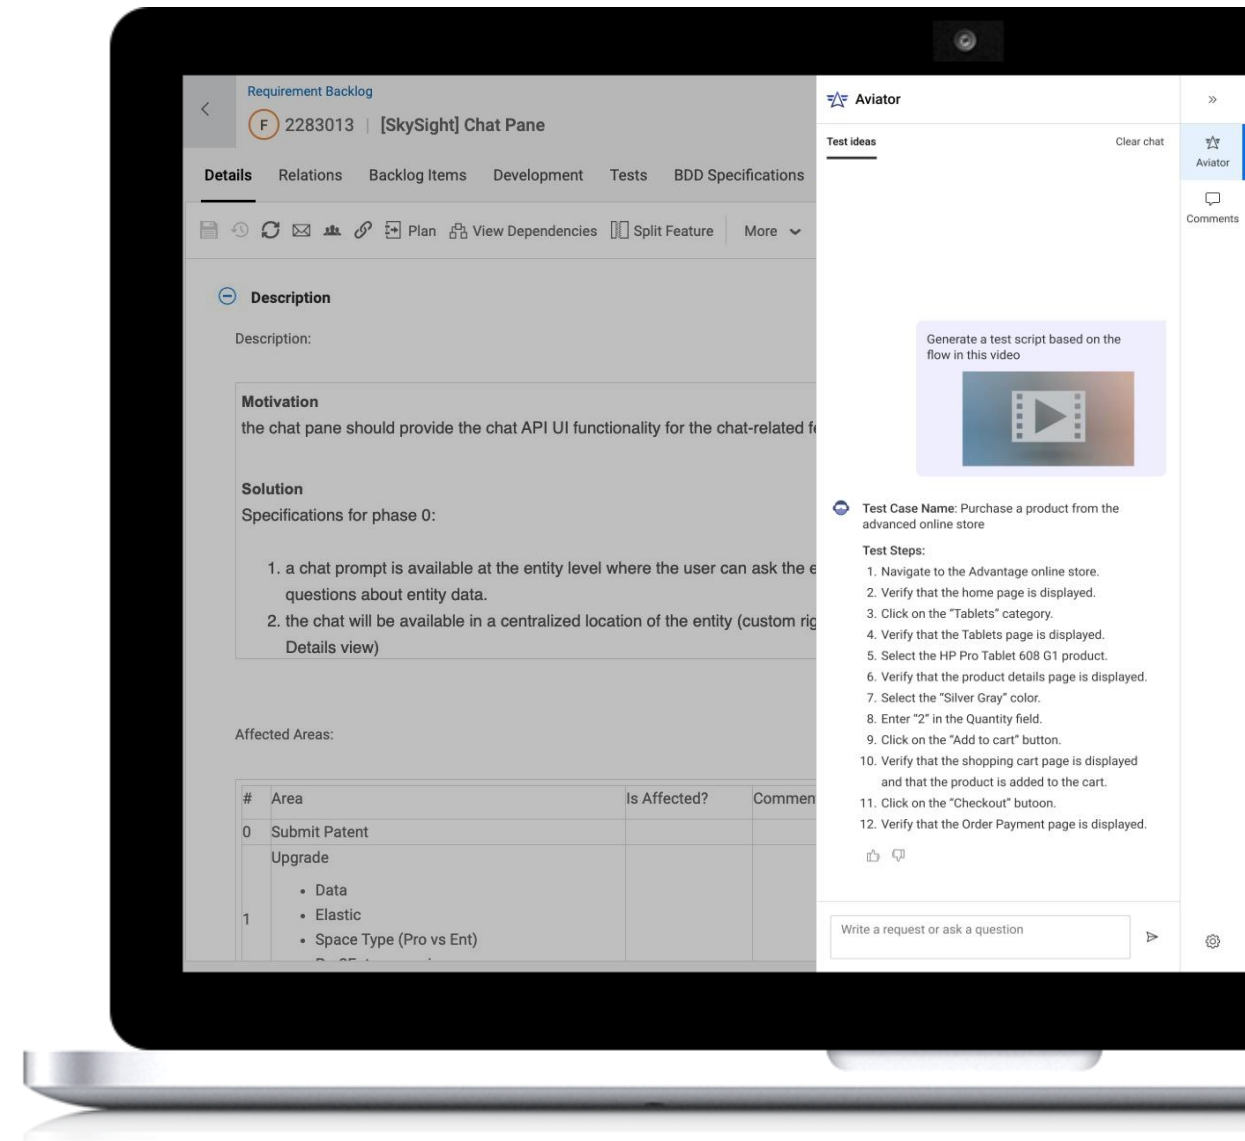 Requirement Backlog
F 2283013 | [SkySight] Chat Pane
Details Relations Backlog Items Development Tests BDD Specifications
Plan View Dependencies Split Feature More
Description
Description:
Motivation
the chat pane should provide the chat API UI functionality for the chat-related
Solution
Specifications for phase 0:
1. a chat prompt is available at the entity level where the user can ask the
questions about entity data.
2. the chat will be available in a centralized location of the entity (custom
Details view)
Affected Areas:
# Area Is Affected? Commen
0 Submit Patent
1 Upgrade
• Data
• Elastic
• Space Type (Pro vs Ent)
Aviator
Test ideas Clear chat
Generate a test script based on the
flow in this video
Test Case Name: Purchase a product from the
advanced online store
Test Steps:
1. Navigate to the Advantage online store.
2. Verify that the home page is displayed.
3. Click on the “Tablets” category.
4. Verify that the Tablets page is displayed.
5. Select the HP Pro Tablet 608 G1 product.
6. Verify that the product details page is displayed.
7. Select the “Silver Gray” color.
8. Enter “2” in the Quantity field.
9. Click on the “Add to cart” button.
10. Verify that the shopping cart page is displayed
and that the product is added to the cart.
11. Click on the “Checkout” butoon.
12. Verify that the Order Payment page is displayed.
Write a request or ask a question
Aviator
Comments